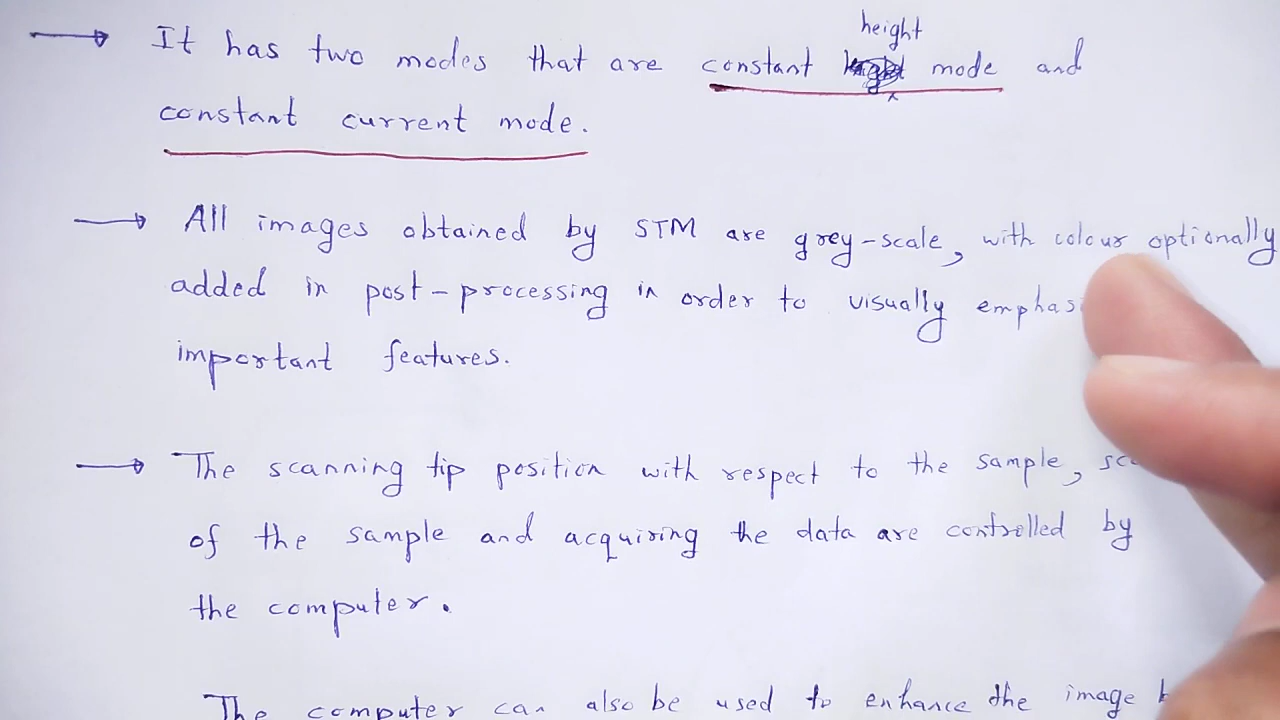 height
→ It has two modes that are constant mode and
constant current mode.
→ All images obtained by STM are grey-scale, with colour optionally
added in post-processing in order to visually
important features.
→ The scanning tip position with respect to the sample,
of the sample and acquiring the data are controlled by
the computer.
The computer can also be used to enhance the image